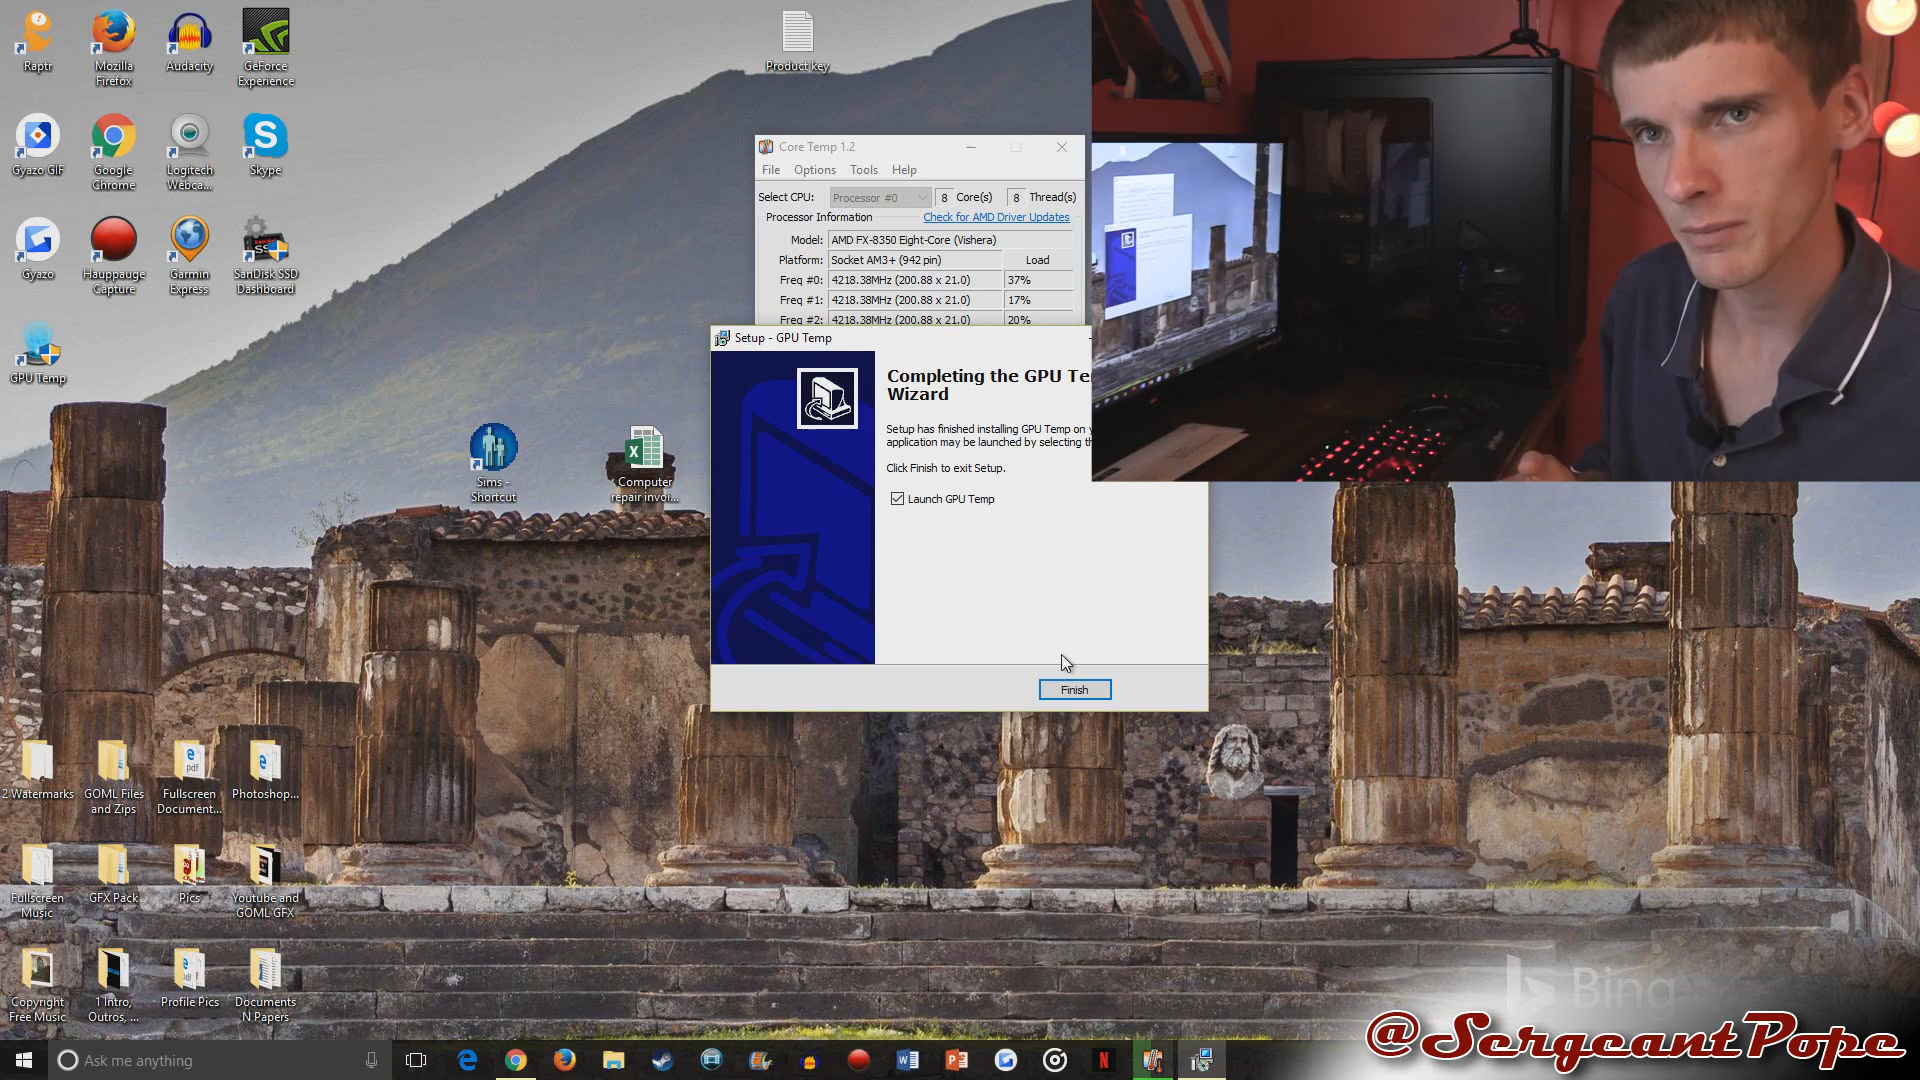 Raptr
Mozilla
Firefox
Audacity
GeForce
Experience
Product key
Gyazo GIF
Google
Chrome
Logitech
Webca...
Skype
Gyazo
Hauppauge
Capture
Garmin
Express
SanDisk SSD
Dashboard
GPU Temp
Sims -
Shortcut
Computer
repair invoi...
Core Temp 1.2
File Options Tools Help
Select CPU: Processor #0 8 Core(s) 8 Thread(s)
Processor Information Check for AMD Driver Updates
Model: AMD FX-8350 Eight-Core (Vishera)
Platform: Socket AM3+ (942 pin) Load
Freq #0: 4218.38MHz (200.88 x 21.0) 37%
Freq #1: 4218.38MHz (200.88 x 21.0) 17%
Freq #2: 4218.38MHz (200.88 x 21.0) 20%
Setup - GPU Temp
Completing the GPU Te
Wizard
Setup has finished installing GPU Temp on
application may be launched by selecting th
Click Finish to exit Setup.
Launch GPU Temp
Finish
2 Watermarks
GOML Files
and Zips
Fullscreen
Document...
Photoshop...
Fullscreen
Music
GFX Pack
Pics
Youtube and
GOML GFX
Copyright
Free Music
1 Intro,
Outros, ...
Profile Pics
Documents
N Papers
Bing
@SergeantPope
Ask me anything